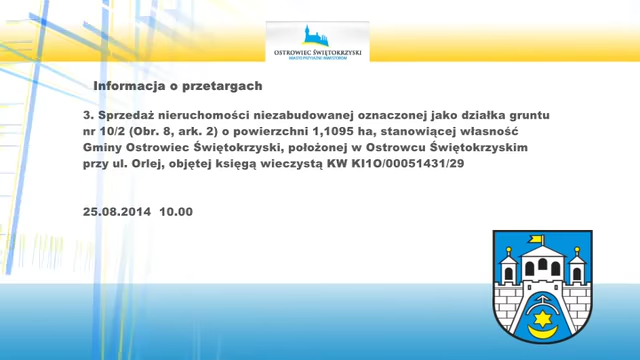 OSTROWIEC ŚWIĘTOKRZYSKI
Informacja o przetargach
3. Sprzedaż nieruchomości niezabudowanej oznaczonej jako działka gruntu
nr 10/2 (Obr. 8, ark. 2) o powierzchni 1,1095 ha, stanowiącej własność
Gminy Ostrowiec Świętokrzyski, położonej w Ostrowcu Świętokrzyskim
przy ul. Orlej, objętej księgą wieczystą KW KI1O/00051431/29
25.08.2014 10.00